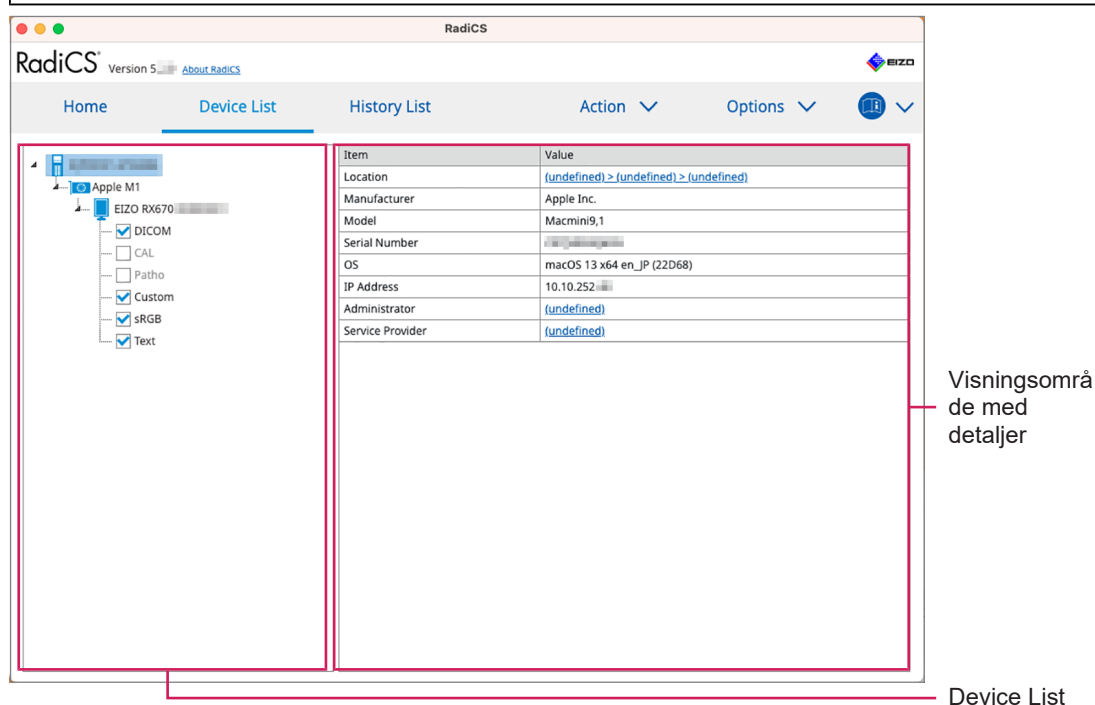 RadiCS
RadiCS Version 5. About RadiCS
EIZO
Home Device List History List Action Options
Apple M1
EIZO RX670
DICOM
CAL
Patho
Custom
sRGB
Text
Item Value
Location (undefined) > (undefined) > (undefined)
Manufacturer Apple Inc.
Model Macmini9,1
Serial Number
OS macOS 13 x64 en_JP (22D68)
IP Address 10.10.252
Administrator (undefined)
Service Provider (undefined)
Visningsområ
de med
detaljer
Device List